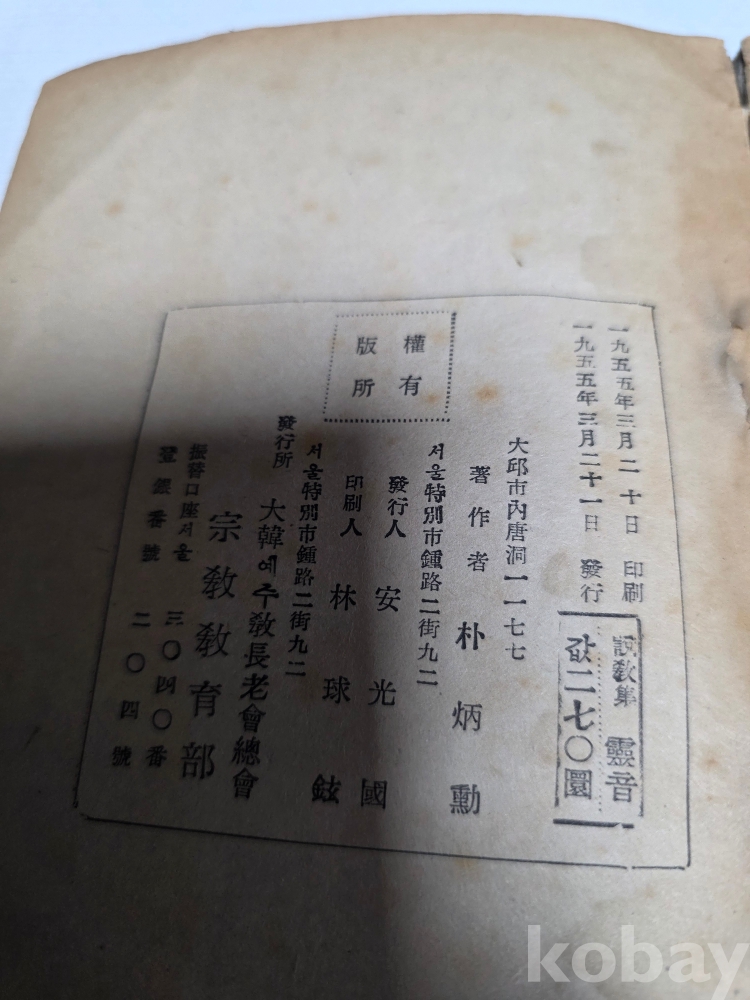 一九五五年三月二十日 印刷
一九五五年三月二十一日 發行
說敎集 靈音
값二七〇圜
版權
所有
大邱市內唐洞一一七七
著作者 朴炳勳
서울特別市鍾路二街九二
發行人 安光國
印刷人 林球鉉
서울特別市鍾路二街九二
發行所 大韓예수敎長老會總會
宗敎敎育部
振替口座서울 三〇四〇番
登錄番號 二〇四號
kobay